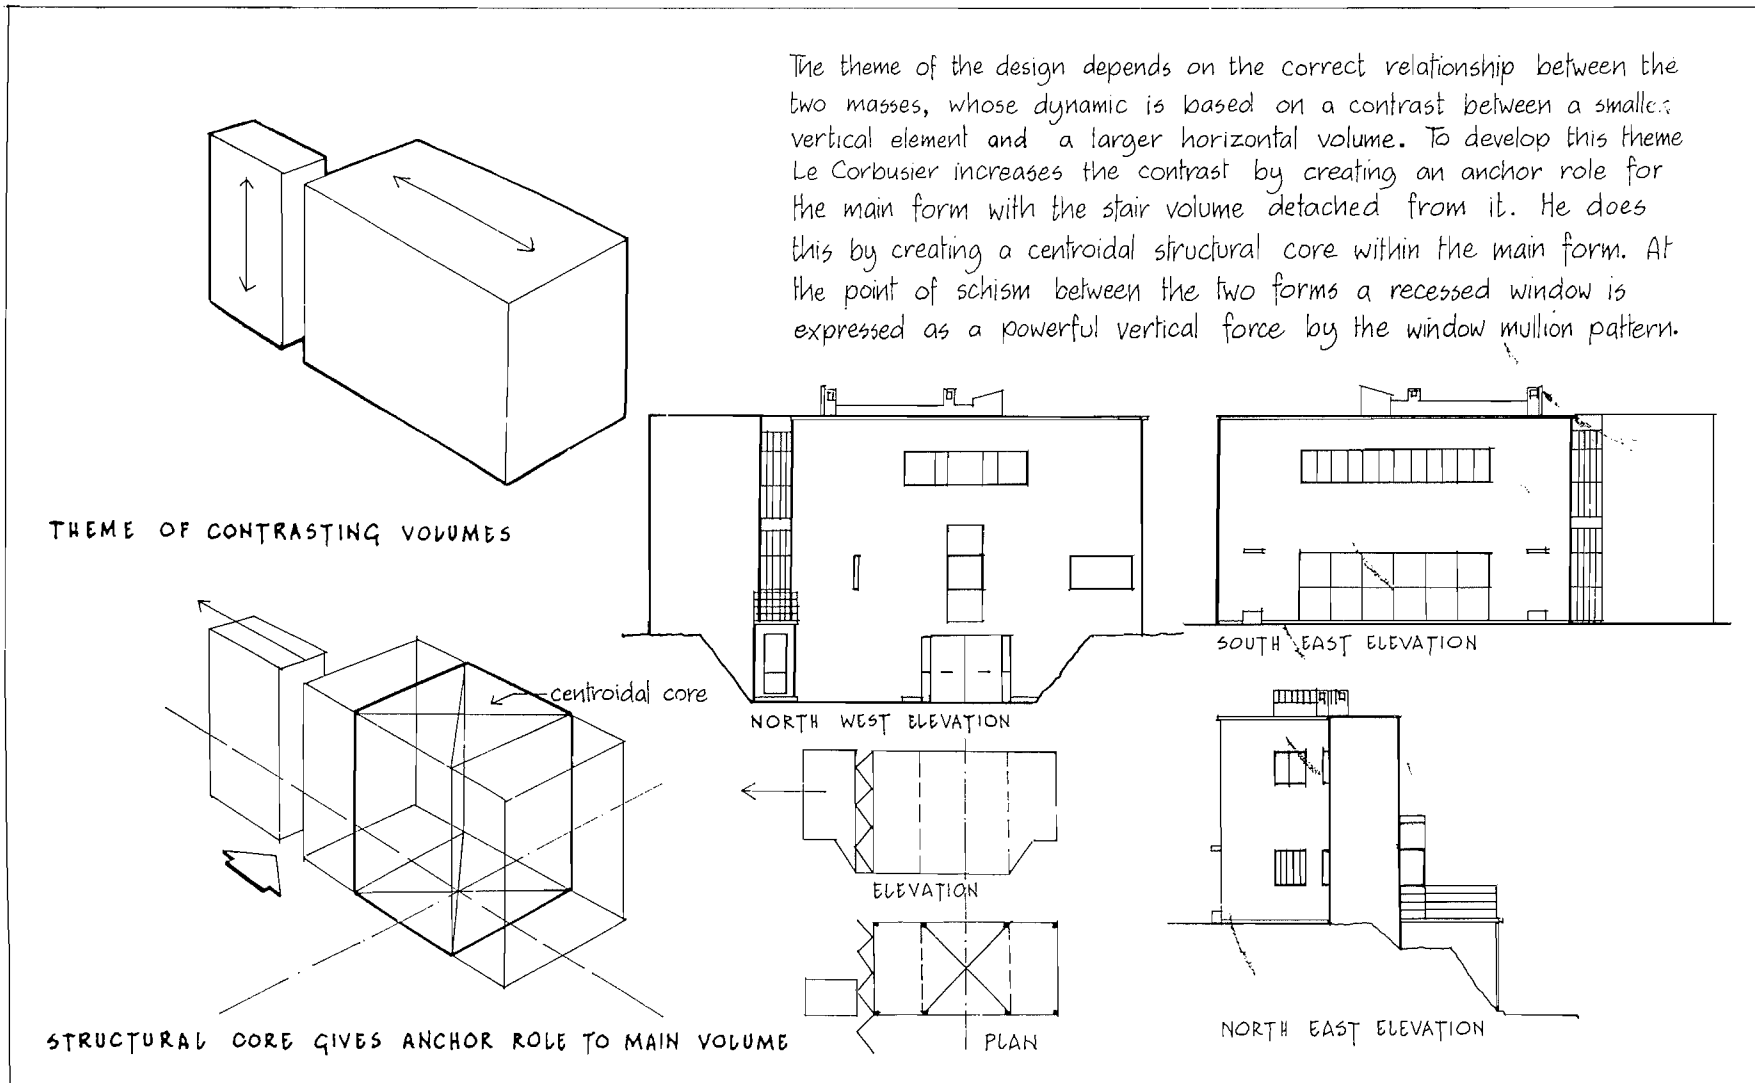 The theme of the design depends on the correct relationship between the
two masses, whose dynamic is based on a contrast between a smaller
vertical element and a larger horizontal volume. To develop this theme
Le Corbusier increases the contrast by creating an anchor role for
the main form with the stair volume detached from it. He does
this by creating a centroidal structural core within the main form. At
the point of schism between the two forms a recessed window is
expressed as a powerful vertical force by the window mullion pattern.
THEME OF CONTRASTING VOLUMES
SOUTH EAST ELEVATION
centroidal core
NORTH WEST ELEVATION
ELEVATION
NORTH EAST ELEVATION
STRUCTURAL CORE GIVES ANCHOR ROLE TO MAIN VOLUME
PLAN